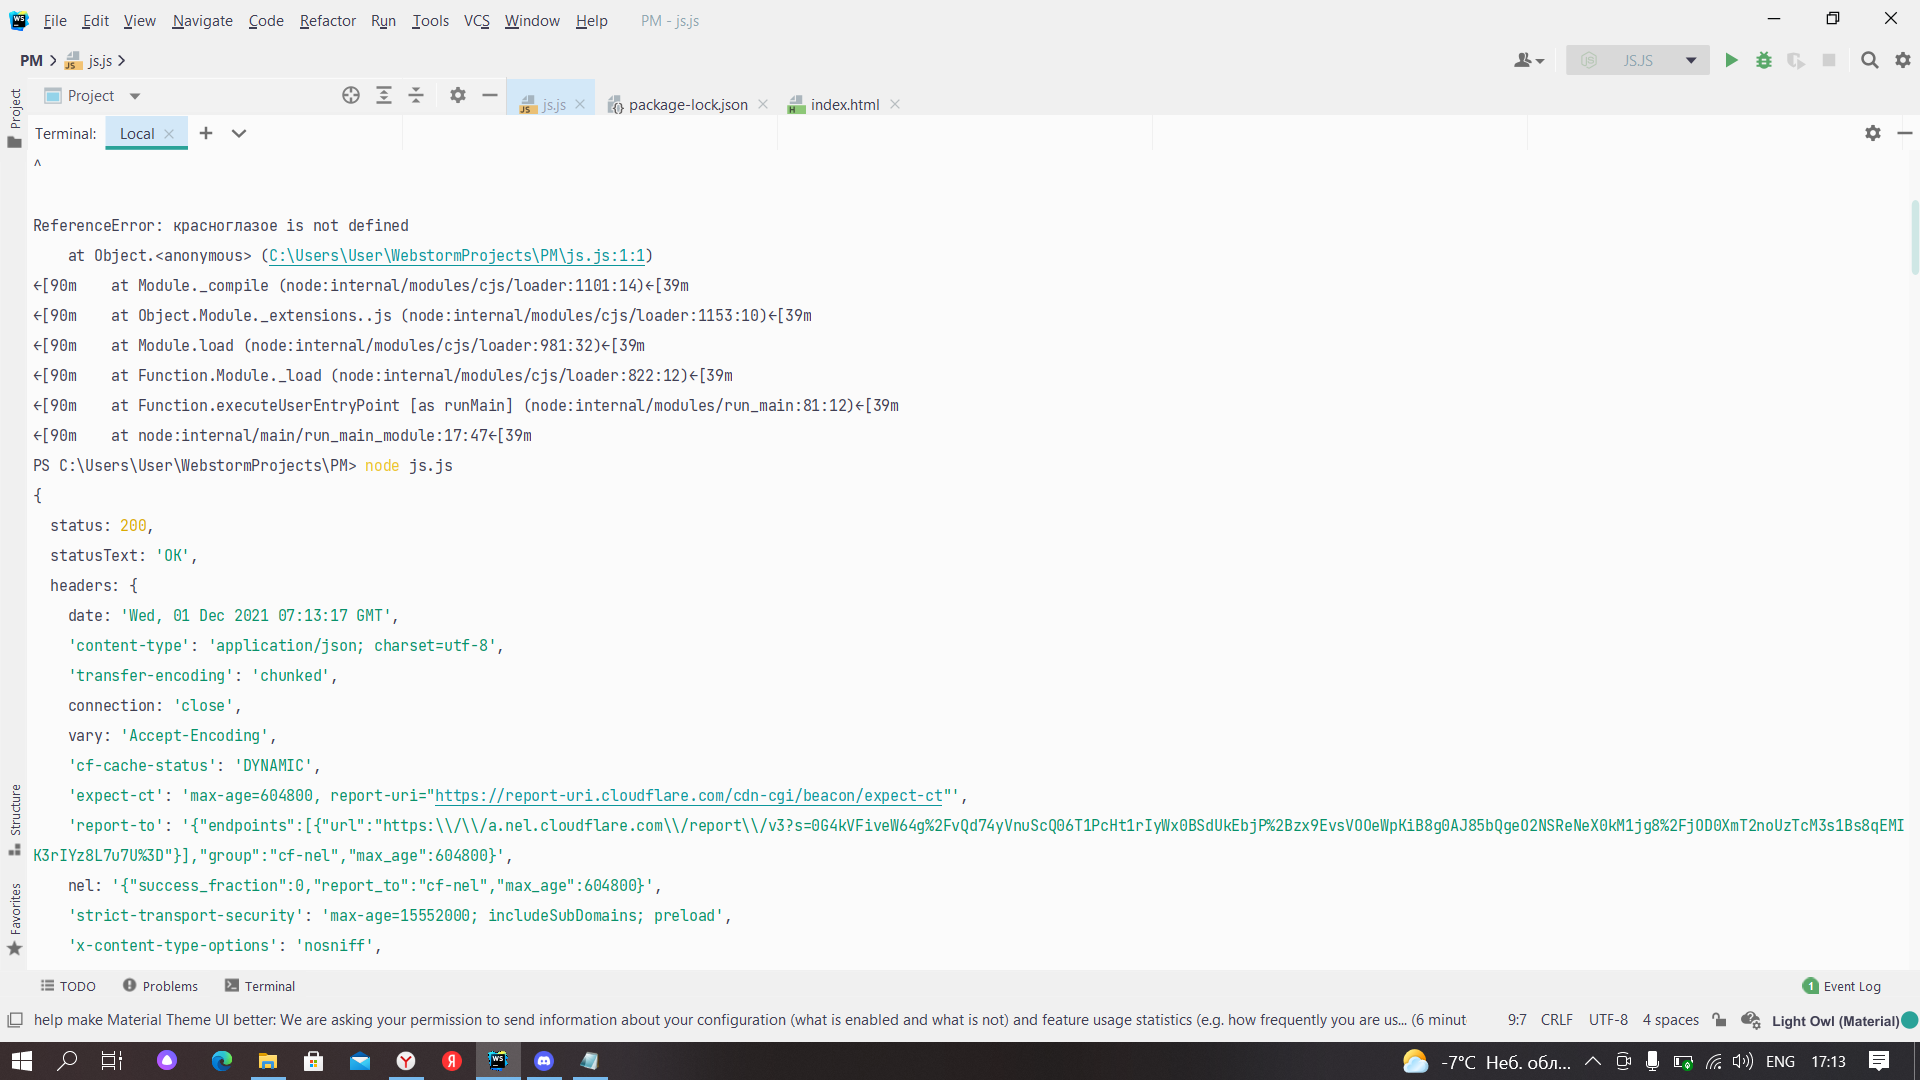 File Edit View Navigate Code Refactor Run Tools VCS Window Help PM - js.js
PM js.js
JS.JS
Project
js.js package-lock.json index.html
Project
Terminal: Local
^
ReferenceError: красноглазое is not defined
at Object.<anonymous> (C:\Users\User\WebstormProjects\PM\js.js:1:1)
←[90m    at Module._compile (node:internal/modules/cjs/loader:1101:14)←[39m
←[90m    at Object.Module._extensions..js (node:internal/modules/cjs/loader:1153:10)←[39m
←[90m    at Module.load (node:internal/modules/cjs/loader:981:32)←[39m
←[90m    at Function.Module._load (node:internal/modules/cjs/loader:822:12)←[39m
←[90m    at Function.executeUserEntryPoint [as runMain] (node:internal/modules/run_main:81:12)←[39m
←[90m    at node:internal/main/run_main_module:17:47←[39m
PS C:\Users\User\WebstormProjects\PM> node js.js
{
status: 200,
statusText: 'OK',
headers: {
date: 'Wed, 01 Dec 2021 07:13:17 GMT',
'content-type': 'application/json; charset=utf-8',
'transfer-encoding': 'chunked',
connection: 'close',
vary: 'Accept-Encoding',
'cf-cache-status': 'DYNAMIC',
'expect-ct': 'max-age=604800, report-uri="https://report-uri.cloudflare.com/cdn-cgi/beacon/expect-ct"',
'report-to': '{"endpoints":[{"url":"https:\\/\\/a.nel.cloudflare.com\\/report\\/v3?s=0G4kVFiveW64g%2FvQd74yVnuScQ06T1PcHt1rIyWx0BSdUkEbjP%2Bzx9EvsVOOeWpKiB8g0AJ85bQgeO2NSReNeX0kM1jg8%2FjOD0XmT2noUzTcM3s1Bs8qEMI
K3rIYz8L7u7U%3D"}],"group":"cf-nel","max_age":604800}',
nel: '{"success_fraction":0,"report_to":"cf-nel","max_age":604800}',
'strict-transport-security': 'max-age=15552000; includeSubDomains; preload',
'x-content-type-options': 'nosniff',
Structure
Favorites
TODO Problems Terminal
1 Event Log
help make Material Theme UI better: We are asking your permission to send information about your configuration (what is enabled and what is not) and feature usage statistics (e.g. how frequently you are us... (6 minut
9:7 CRLF UTF-8 4 spaces Light Owl (Material)
-7°C Неб. обл... ENG 17:13